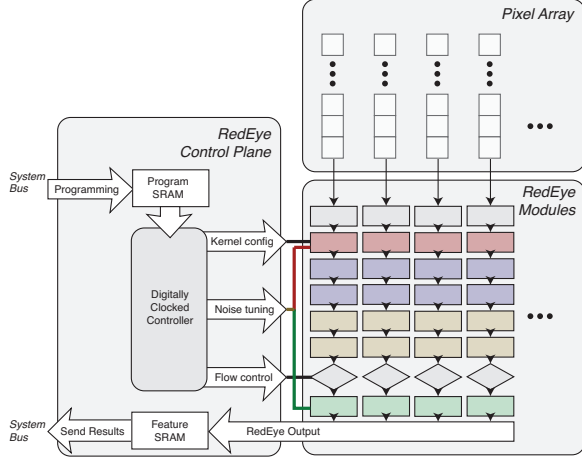 Pixel Array
RedEye
Control Plane
System
Bus
Programming
Program
SRAM
RedEye
Modules
Kernel config
Digitally
Clocked
Controller
Noise tuning
Flow control
System
Bus
Send Results
Feature
SRAM
RedEye Output